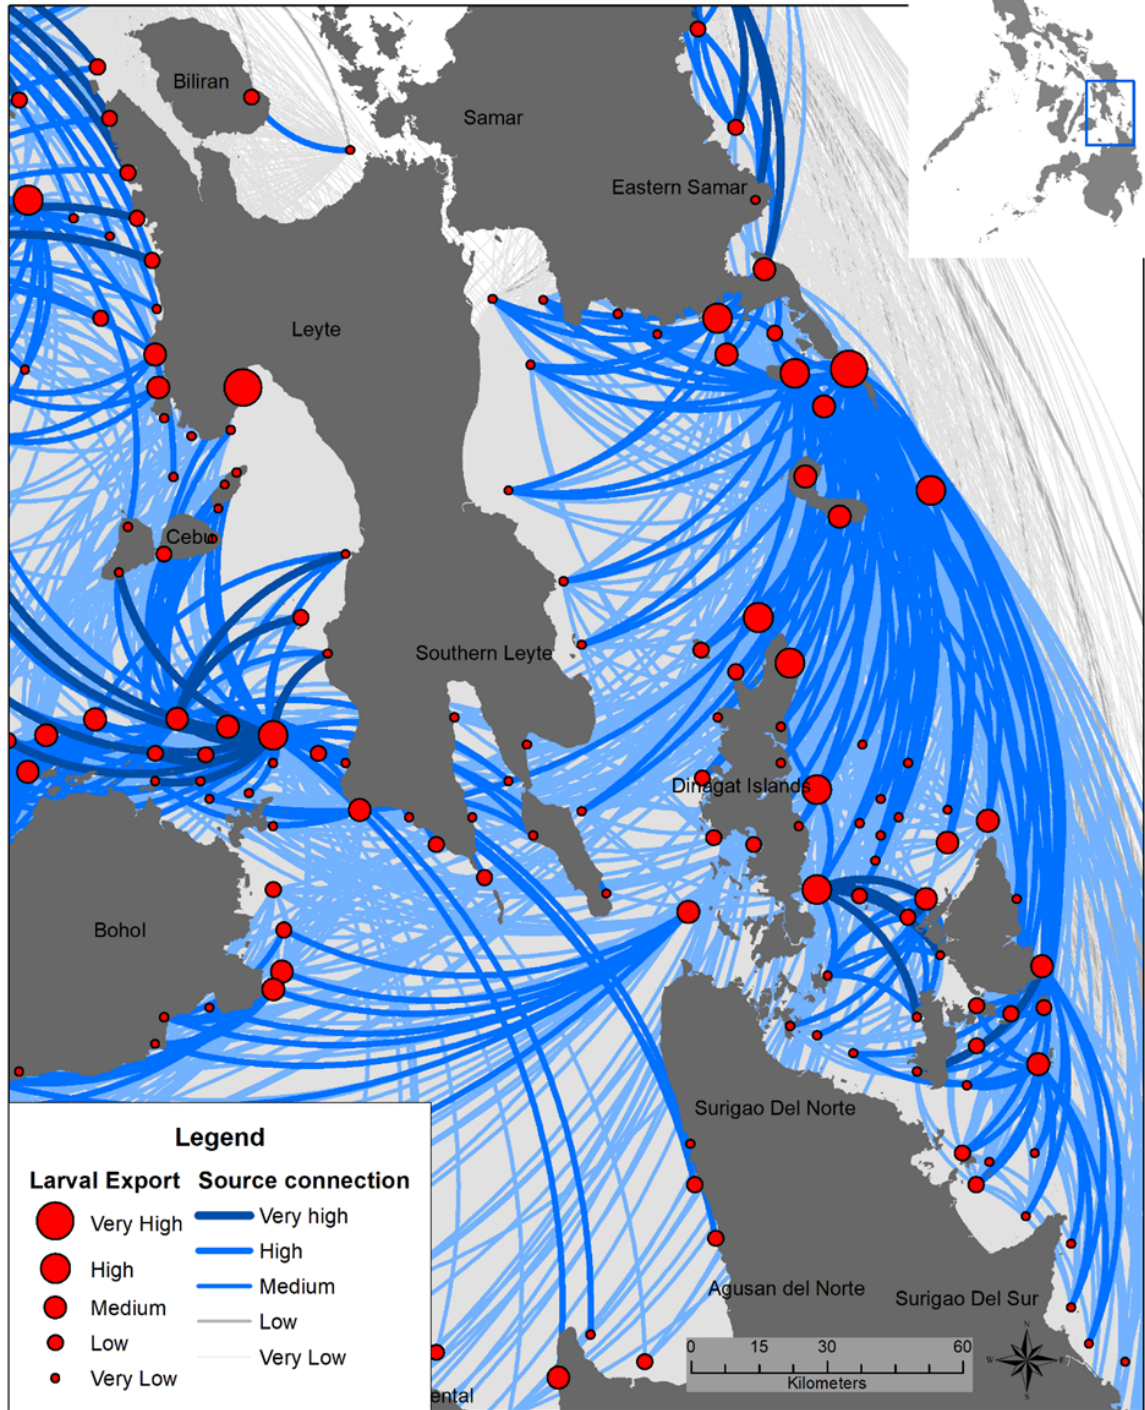 Biliran
Samar
Eastern Samar
Leyte
Cebu
Southern Leyte
Dinagat Islands
Bohol
Surigao Del Norte
Agusan del Norte
Surigao Del Sur
ental
Legend
Larval Export Source connection
Very High
High
Medium
Low
Very Low
Very high
High
Medium
Low
Very Low
0 15 30 60
Kilometers
N
W
E
S